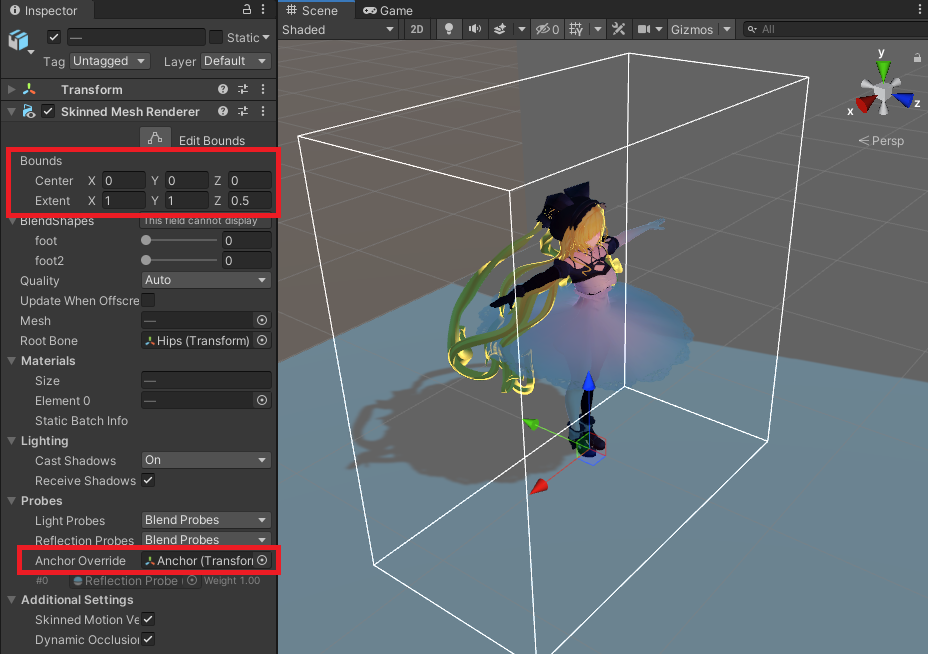 Inspector
Scene Game
— Static
Tag Untagged Layer Default
Shaded 2D 0 Gizmos All
Transform
Skinned Mesh Renderer
Edit Bounds
Bounds
Center X 0 Y 0 Z 0
Extent X 1 Y 1 Z 0.5
BlendShapes This field cannot display
foot 0
foot2 0
Quality Auto
Update When Offscre
Mesh —
Root Bone Hips (Transform)
Materials
Size —
Element 0 —
Static Batch Info
Lighting
Cast Shadows On
Receive Shadows
Probes
Light Probes Blend Probes
Reflection Probes Blend Probes
Anchor Override Anchor (Transfor
#0 Reflection Probe Weight 1.00
Additional Settings
Skinned Motion Ve
Dynamic Occlusio
y
x z
Persp